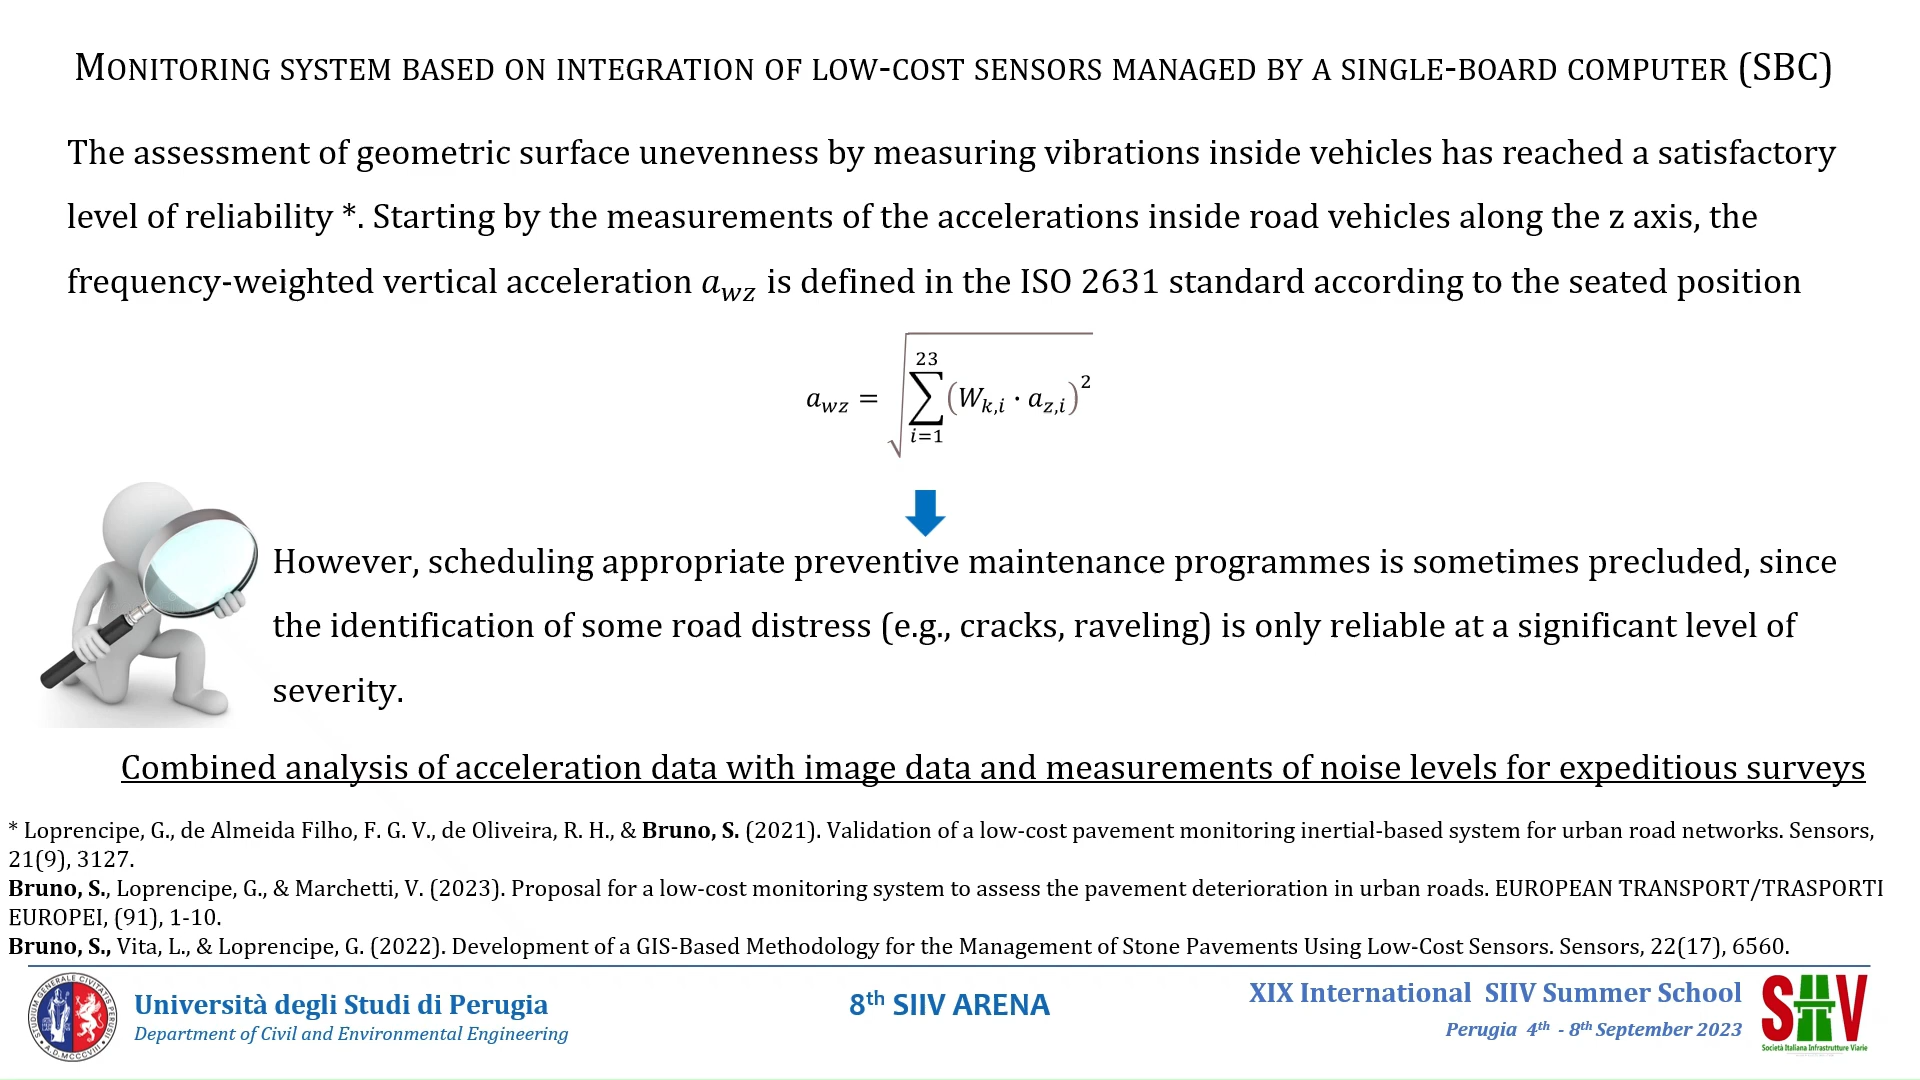 MONITORING SYSTEM BASED ON INTEGRATION OF LOW-COST SENSORS MANAGED BY A SINGLE-BOARD COMPUTER (SBC)
The assessment of geometric surface unevenness by measuring vibrations inside vehicles has reached a satisfactory
level of reliability *. Starting by the measurements of the accelerations inside road vehicles along the z axis, the
frequency-weighted vertical acceleration a_wz is defined in the ISO 2631 standard according to the seated position
a_wz = √(∑_{i=1}^{23} (W_{k,i} · a_{z,i})²)
However, scheduling appropriate preventive maintenance programmes is sometimes precluded, since
the identification of some road distress (e.g., cracks, raveling) is only reliable at a significant level of
severity.
Combined analysis of acceleration data with image data and measurements of noise levels for expeditious surveys
* Loprencipe, G., de Almeida Filho, F. G. V., de Oliveira, R. H., & Bruno, S. (2021). Validation of a low-cost pavement monitoring inertial-based system for urban road networks. Sensors,
21(9), 3127.
Bruno, S., Loprencipe, G., & Marchetti, V. (2023). Proposal for a low-cost monitoring system to assess the pavement deterioration in urban roads. EUROPEAN TRANSPORT/TRASPORTI
EUROPEI, (91), 1-10.
Bruno, S., Vita, L., & Loprencipe, G. (2022). Development of a GIS-Based Methodology for the Management of Stone Pavements Using Low-Cost Sensors. Sensors, 22(17), 6560.
Università degli Studi di Perugia
Department of Civil and Environmental Engineering
8th SIIV ARENA
XIX International SIIV Summer School
Perugia 4th - 8th September 2023
SIIV
Società Italiana Infrastrutture Viarie
STUDIUM GENERALE CIVITATIS PERUSII
A.D. MCCCVIII